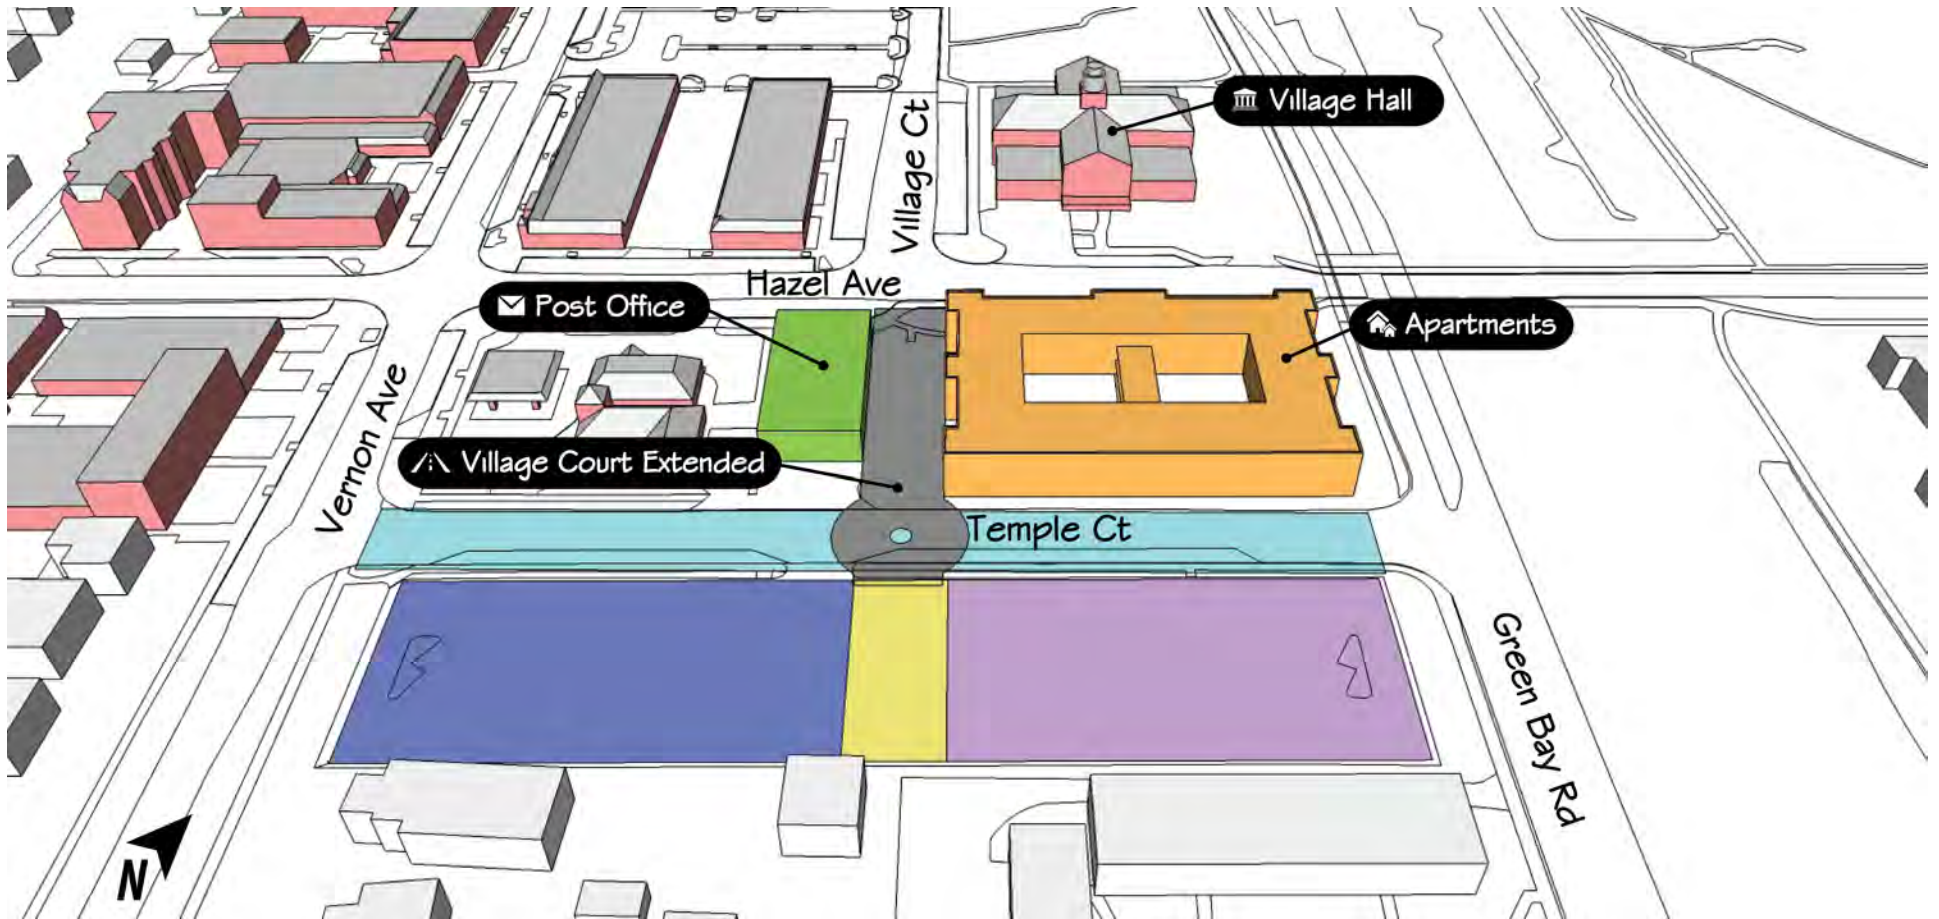 Village Hall
Village Ct
Hazel Ave
Post Office
Apartments
Vernon Ave
Village Court Extended
Temple Ct
Green Bay Rd
N